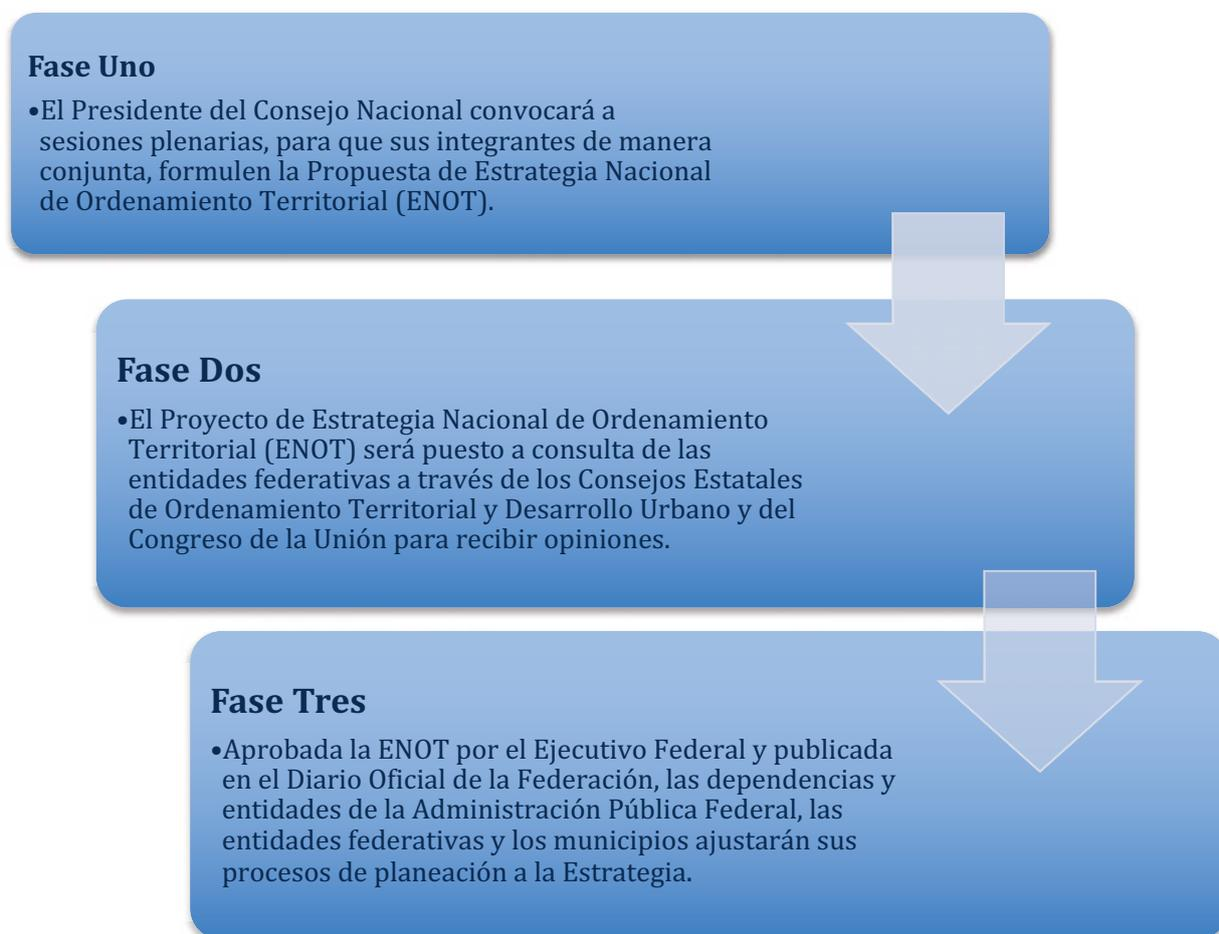 Fase Uno
•El Presidente del Consejo Nacional convocará a
sesiones plenarias, para que sus integrantes de manera
conjunta, formulen la Propuesta de Estrategia Nacional
de Ordenamiento Territorial (ENOT).
Fase Dos
•El Proyecto de Estrategia Nacional de Ordenamiento
Territorial (ENOT) será puesto a consulta de las
entidades federativas a través de los Consejos Estatales
de Ordenamiento Territorial y Desarrollo Urbano y del
Congreso de la Unión para recibir opiniones.
Fase Tres
•Aprobada la ENOT por el Ejecutivo Federal y publicada
en el Diario Oficial de la Federación, las dependencias y
entidades de la Administración Pública Federal, las
entidades federativas y los municipios ajustarán sus
procesos de planeación a la Estrategia.